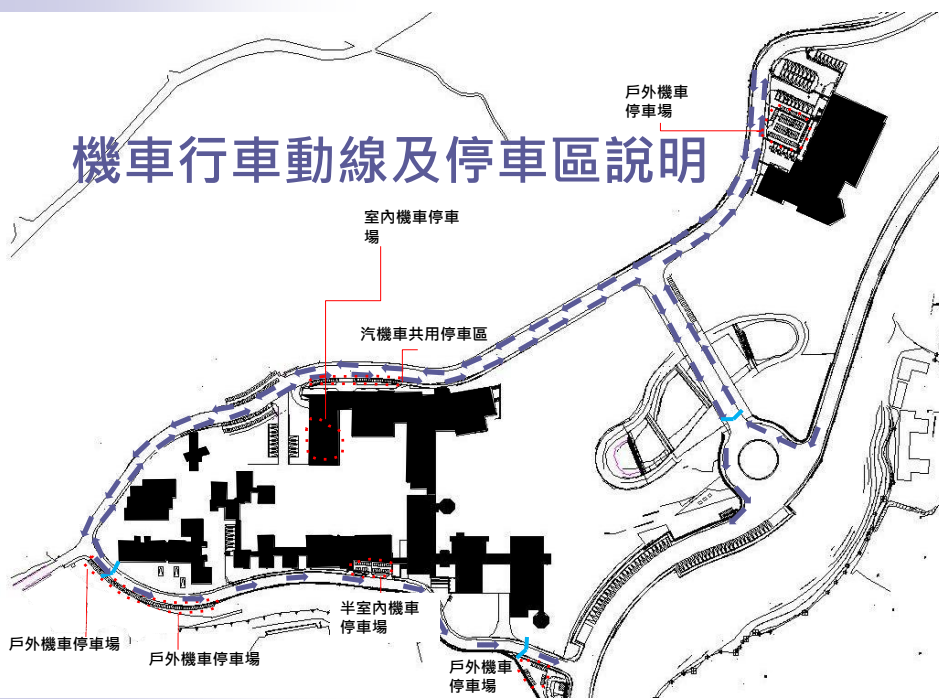 戶外機車
停車場
機車行車動線及停車區說明
室內機車停車
場
汽機車共用停車區
半室內機車
停車場
戶外機車停車場
戶外機車停車場
戶外機車
停車場